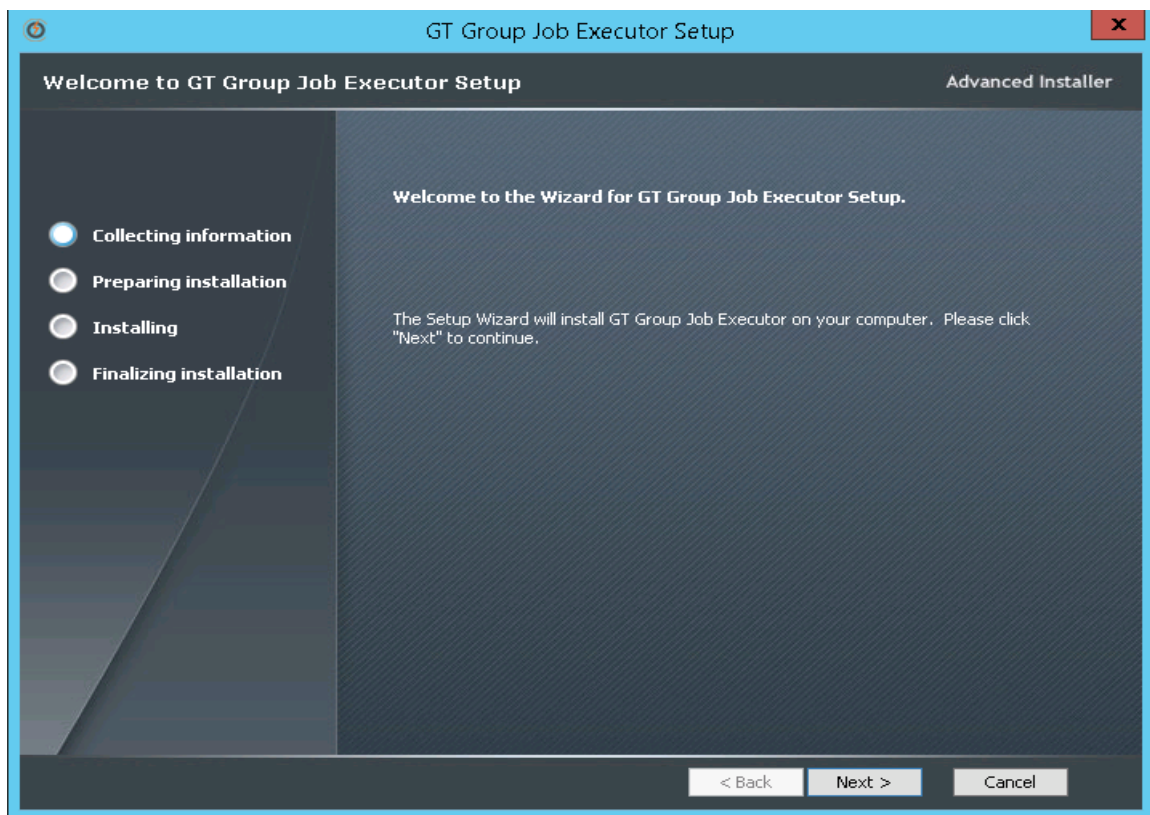 GT Group Job Executor Setup
x
Welcome to GT Group Job Executor Setup
Advanced Installer
Collecting information
Preparing installation
Installing
Finalizing installation
Welcome to the Wizard for GT Group Job Executor Setup.
The Setup Wizard will install GT Group Job Executor on your computer.  Please click
"Next" to continue.
< Back
Next >
Cancel